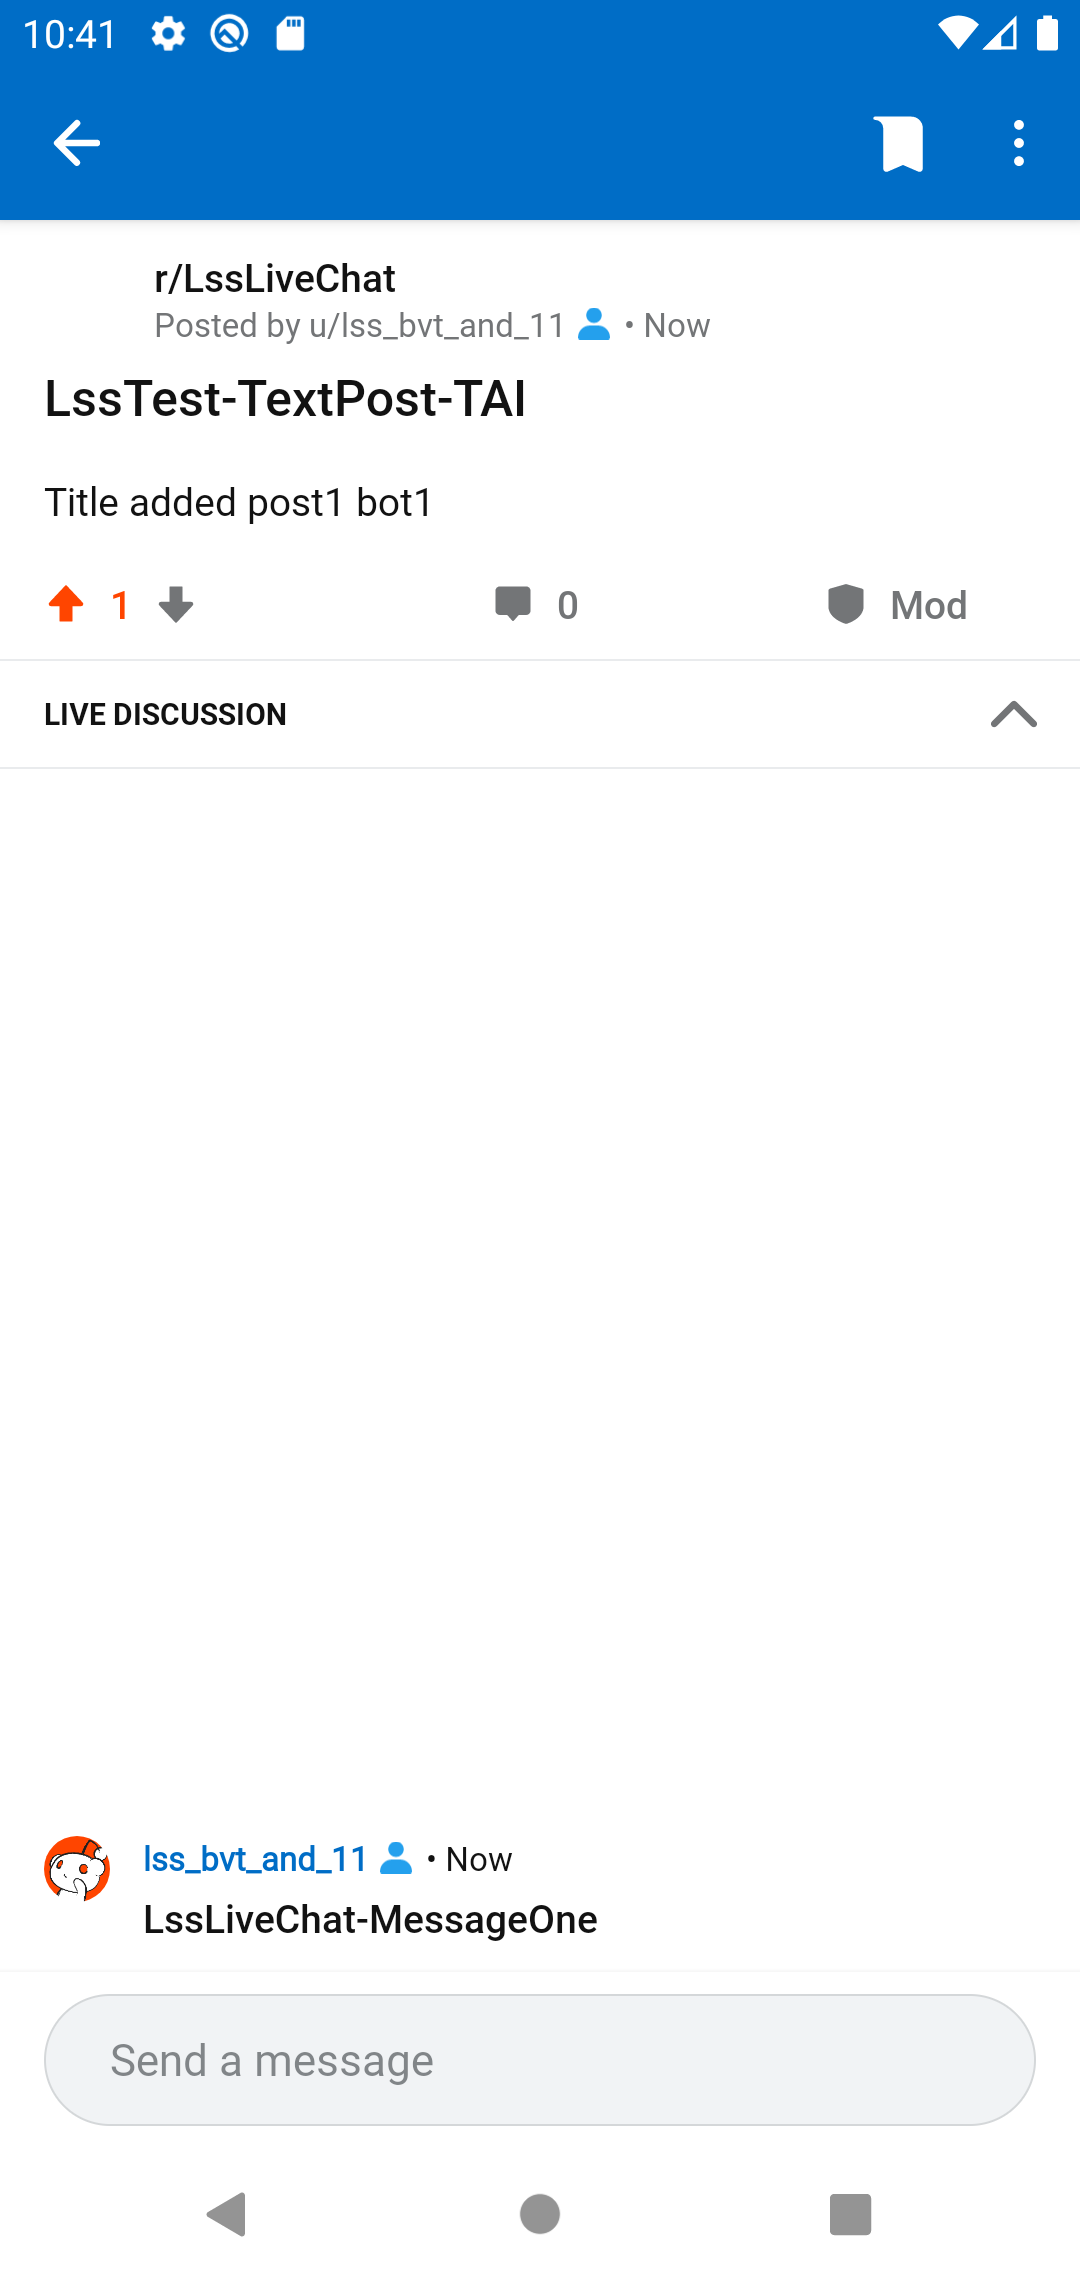 10:41
r/LssLiveChat
Posted by u/lss_bvt_and_11 • Now
LssTest-TextPost-TAI
Title added post1 bot1
1 0 Mod
LIVE DISCUSSION
lss_bvt_and_11 • Now
LssLiveChat-MessageOne
Send a message